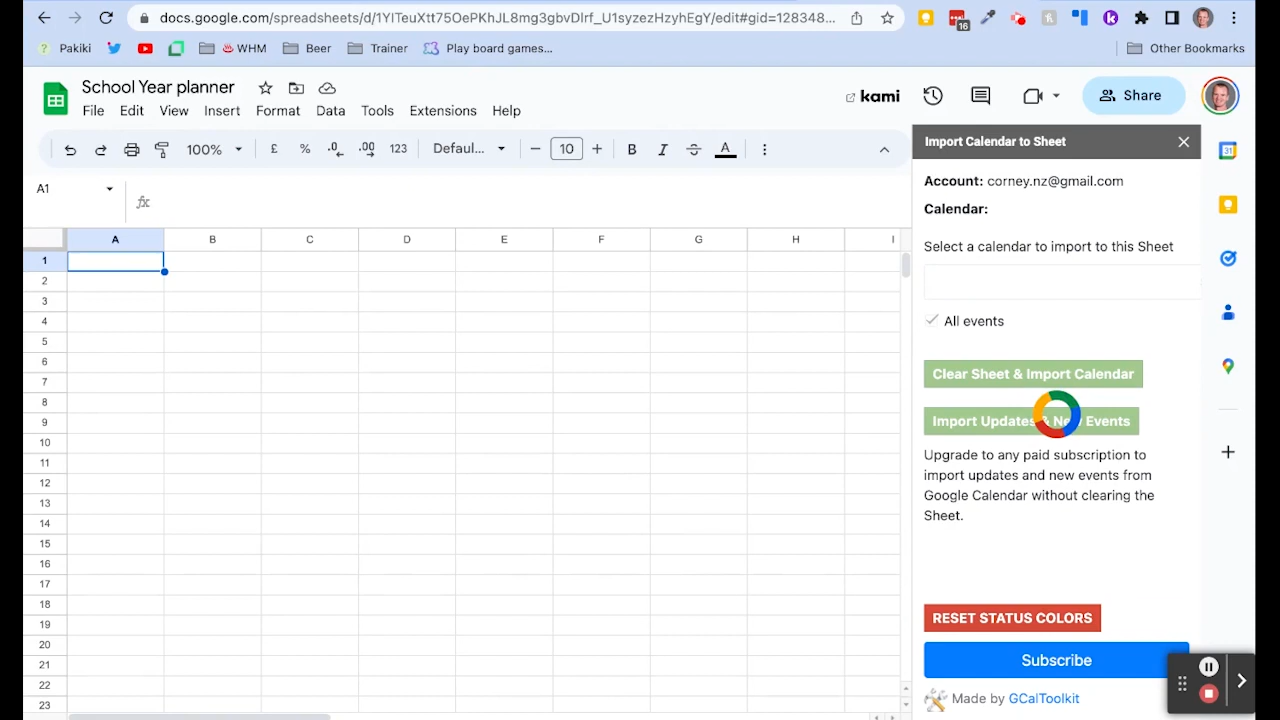 docs.google.com/spreadsheets/d/1YlTeuXtt75OePKhJL8mg3gbvDIrf_U1syzezHzyhEgY/edit#gid=128348...
16
Pakiki
WHM
Beer
Trainer
Play board games...
Other Bookmarks
School Year planner
File Edit View Insert Format Data Tools Extensions Help
kami
Share
100% £ % .0 .00 123 Defaul... 10 B I S A
A1
fx
Import Calendar to Sheet
Account: corney.nz@gmail.com
Calendar:
Select a calendar to import to this Sheet
All events
Clear Sheet & Import Calendar
Import Updates & New Events
Upgrade to any paid subscription to
import updates and new events from
Google Calendar without clearing the
Sheet.
RESET STATUS COLORS
Subscribe
Made by GCalToolkit
31
A B C D E F G H I
1
2
3
4
5
6
7
8
9
10
11
12
13
14
15
16
17
18
19
20
21
22
23